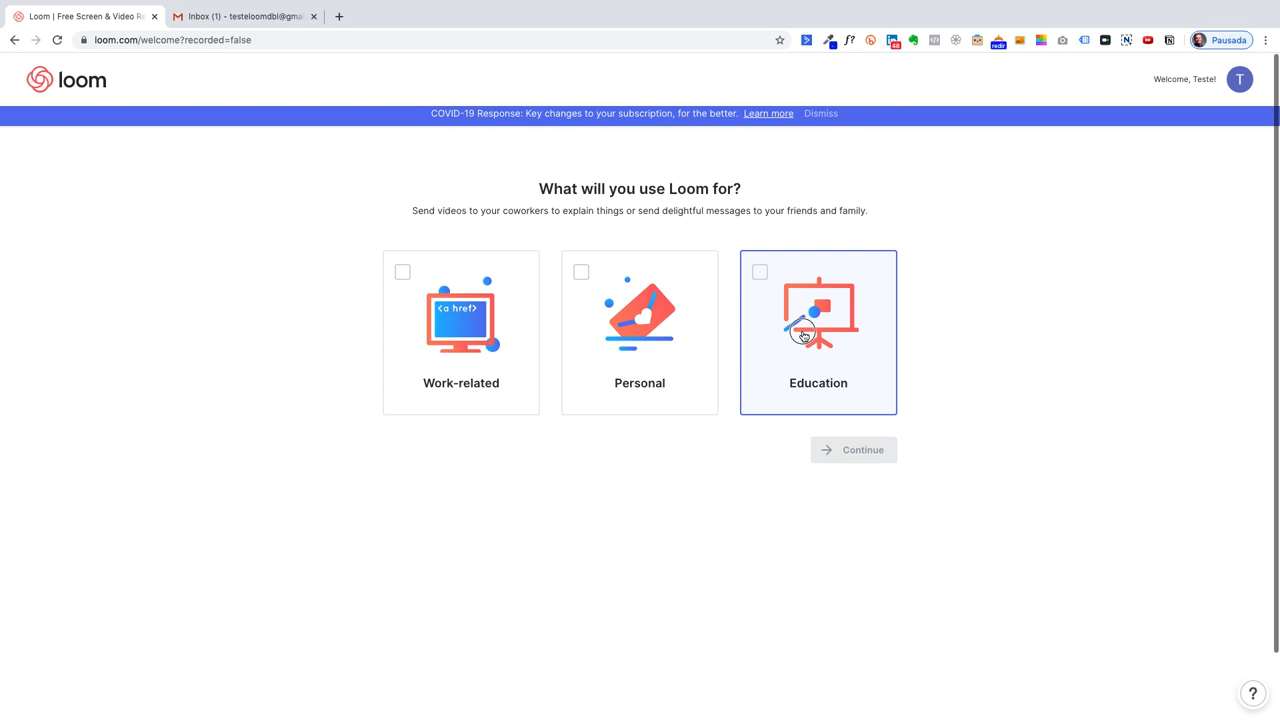 Loom | Free Screen & Video Re
Inbox (1) - testeloomdbl@gmai
loom.com/welcome?recorded=false
f?
48
redir
Pausada
loom
Welcome, Teste!
T
COVID-19 Response: Key changes to your subscription, for the better. Learn more Dismiss
What will you use Loom for?
Send videos to your coworkers to explain things or send delightful messages to your friends and family.
<a href>
Work-related
Personal
Education
Continue
?